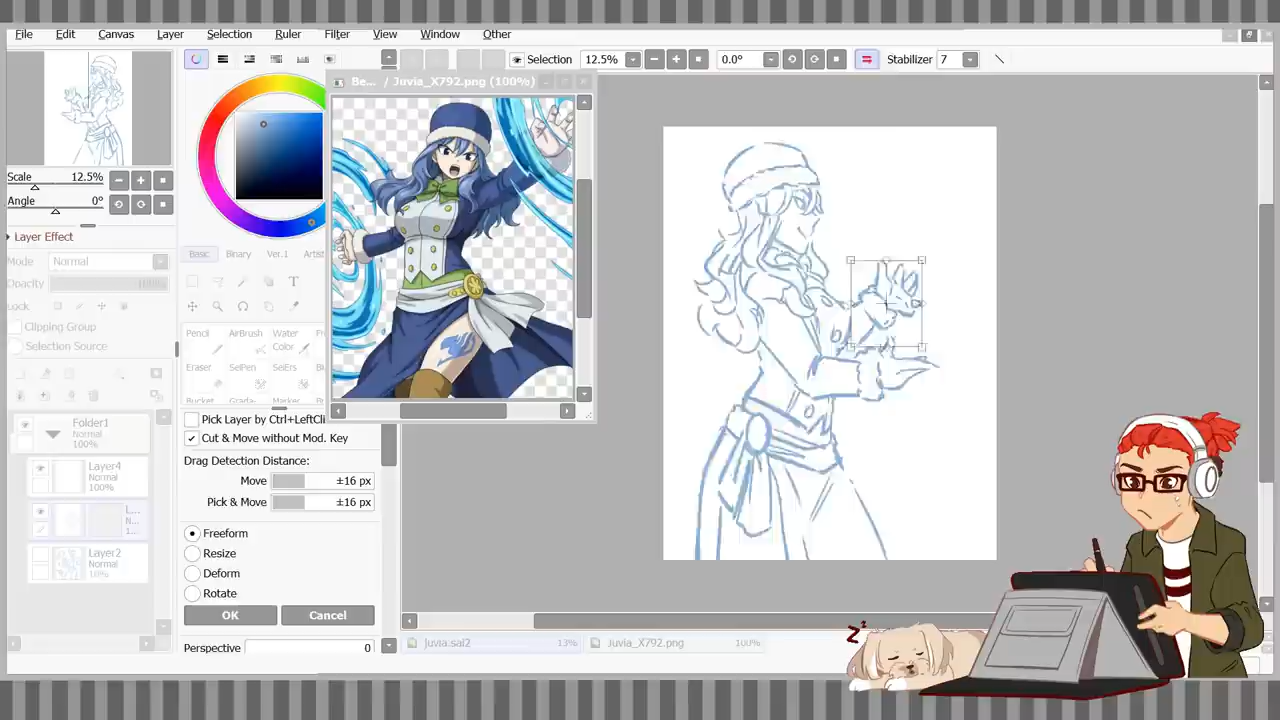 File Edit Canvas Layer Selection Ruler Filter View Window Other
Selection 12.5% 0.0° Stabilizer 7
Be... / Juvia_X792.png (100%)
Scale 12.5%
Angle 0°
Layer Effect
Mode Normal
Opacity 100%
Lock
Clipping Group
Selection Source
Basic Binary Ver.1 Artis
T
Pencil AirBrush Water Color
Eraser SelPen SelErs
Bucket Grada-
Pick Layer by Ctrl+LeftCli
Cut & Move without Mod. Key
Drag Detection Distance:
Move ±16 px
Pick & Move ±16 px
Freeform
Resize
Deform
Rotate
OK Cancel
Perspective 0
Folder1
Normal
100%
Layer4
Normal
100%
L...
N...
1...
Layer2
Normal
10%
Juvia.sai2 13% Juvia_X792.png 100%
z z